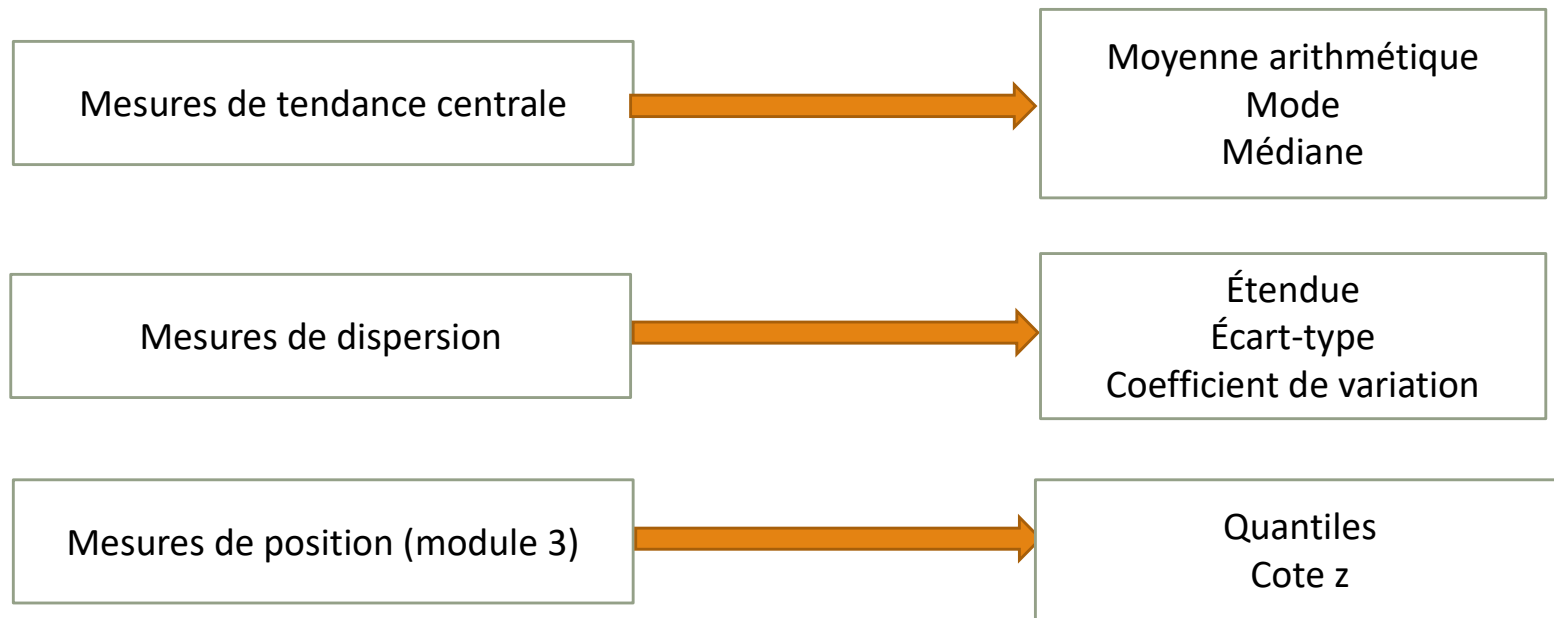 Mesures de tendance centrale
Moyenne arithmétique
Mode
Médiane
Mesures de dispersion
Étendue
Écart-type
Coefficient de variation
Mesures de position (module 3)
Quantiles
Cote z